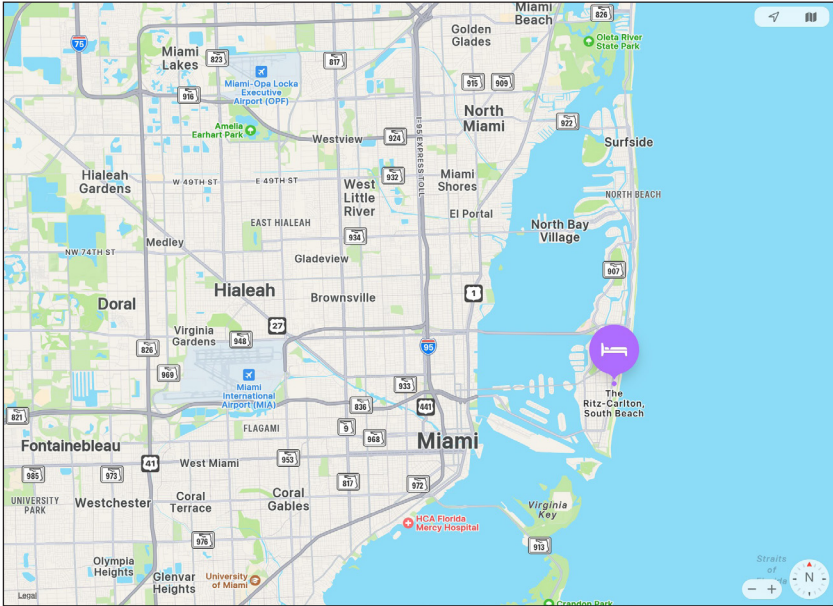 Miami
Beach
826
Golden
Glades
Oleta River
State Park
75
Miami
Lakes
823
817
Miami-Opa Locka
Executive
Airport (OPF)
915
909
916
North
Miami
922
Amelia
Earhart Park
Westview
924
I-95 EXPRESS TOLL
Surfside
Hialeah
Gardens
W 49TH ST
E 49TH ST
932
West
Little
River
Miami
Shores
NORTH BEACH
El Portal
EAST HIALEAH
North Bay
Village
934
Medley
NW 74TH ST
Gladeview
907
Doral
Hialeah
Brownsville
1
27
Virginia
Gardens
948
826
95
969
Miami
International
Airport (MIA)
933
The
Ritz-Carlton,
South Beach
821
836
441
FLAGAMI
9
968
Miami
Fontainebleau
41
West Miami
953
985
973
817
972
UNIVERSITY
PARK
Westchester
Coral
Terrace
Coral
Gables
Virginia
Key
HCA Florida
Mercy Hospital
976
913
Olympia
Heights
Glenvar
Heights
University
of Miami
Straits
of
N
Legal
Crandon Park